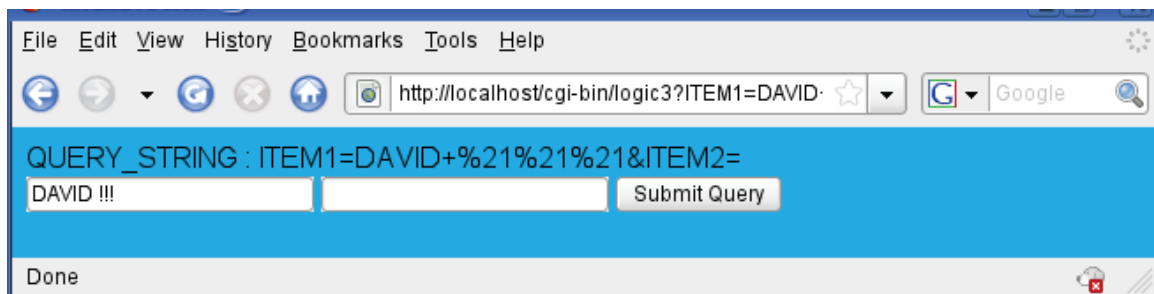 File Edit View History Bookmarks Tools Help
http://localhost/cgi-bin/logic3?ITEM1=DAVID G Google
QUERY_STRING : ITEM1=DAVID+%21%21%21&ITEM2=
DAVID !!! Submit Query
Done